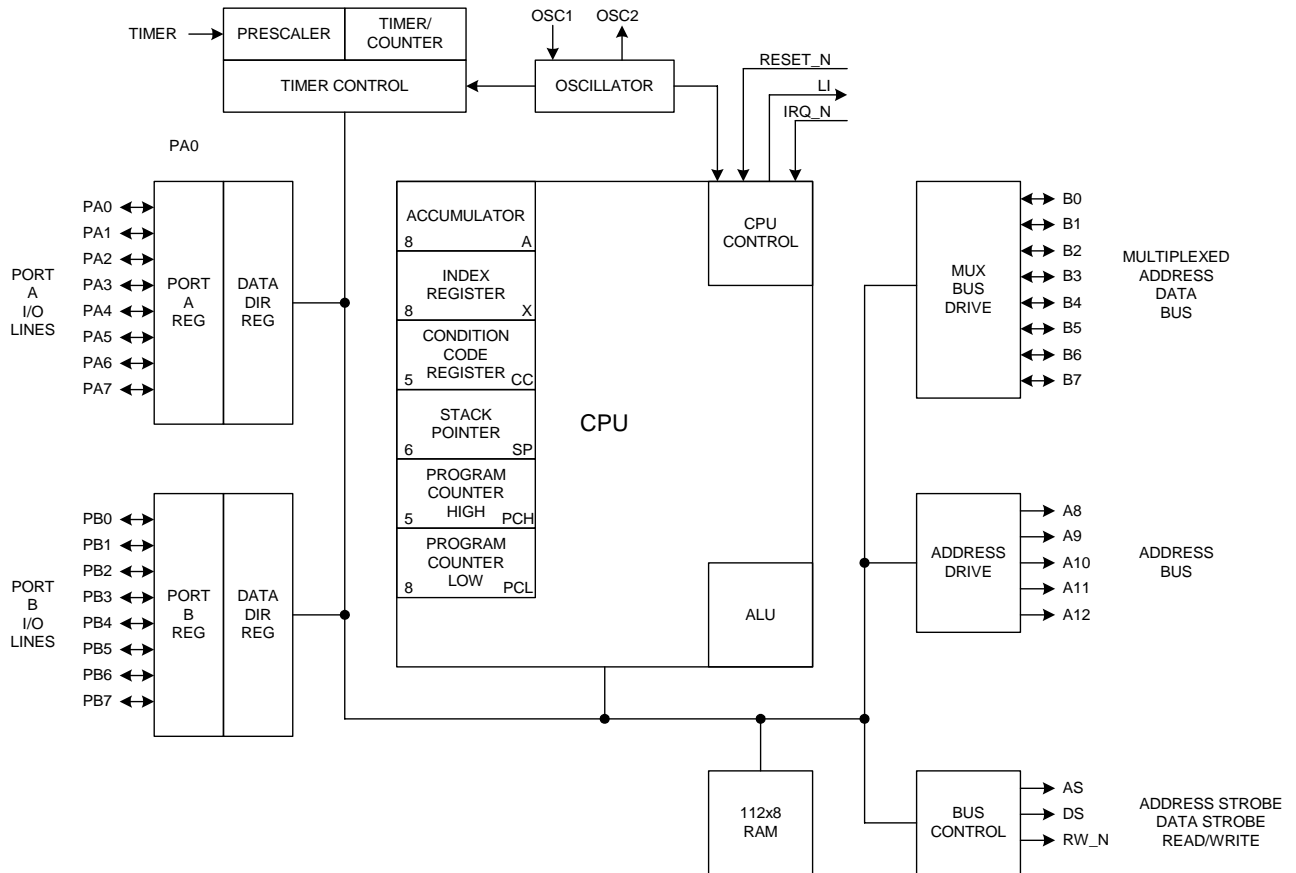 TIMER
PRESCALER
TIMER/
COUNTER
TIMER CONTROL
OSC1
OSC2
OSCILLATOR
RESET_N
LI
IRQ_N
PA0
PORT
A
I/O
LINES
PA0
PA1
PA2
PA3
PA4
PA5
PA6
PA7
PORT
A
REG
DATA
DIR
REG
ACCUMULATOR
8 A
INDEX
REGISTER
8 X
CONDITION
CODE
REGISTER
5 CC
STACK
POINTER
6 SP
PROGRAM
COUNTER
HIGH
5 PCH
PROGRAM
COUNTER
LOW
8 PCL
CPU
CPU
CONTROL
ALU
MUX
BUS
DRIVE
B0
B1
B2
B3
B4
B5
B6
B7
MULTIPLEXED
ADDRESS
DATA
BUS
PORT
B
I/O
LINES
PB0
PB1
PB2
PB3
PB4
PB5
PB6
PB7
PORT
B
REG
DATA
DIR
REG
ADDRESS
DRIVE
A8
A9
A10
A11
A12
ADDRESS
BUS
112x8
RAM
BUS
CONTROL
AS
DS
RW_N
ADDRESS STROBE
DATA STROBE
READ/WRITE